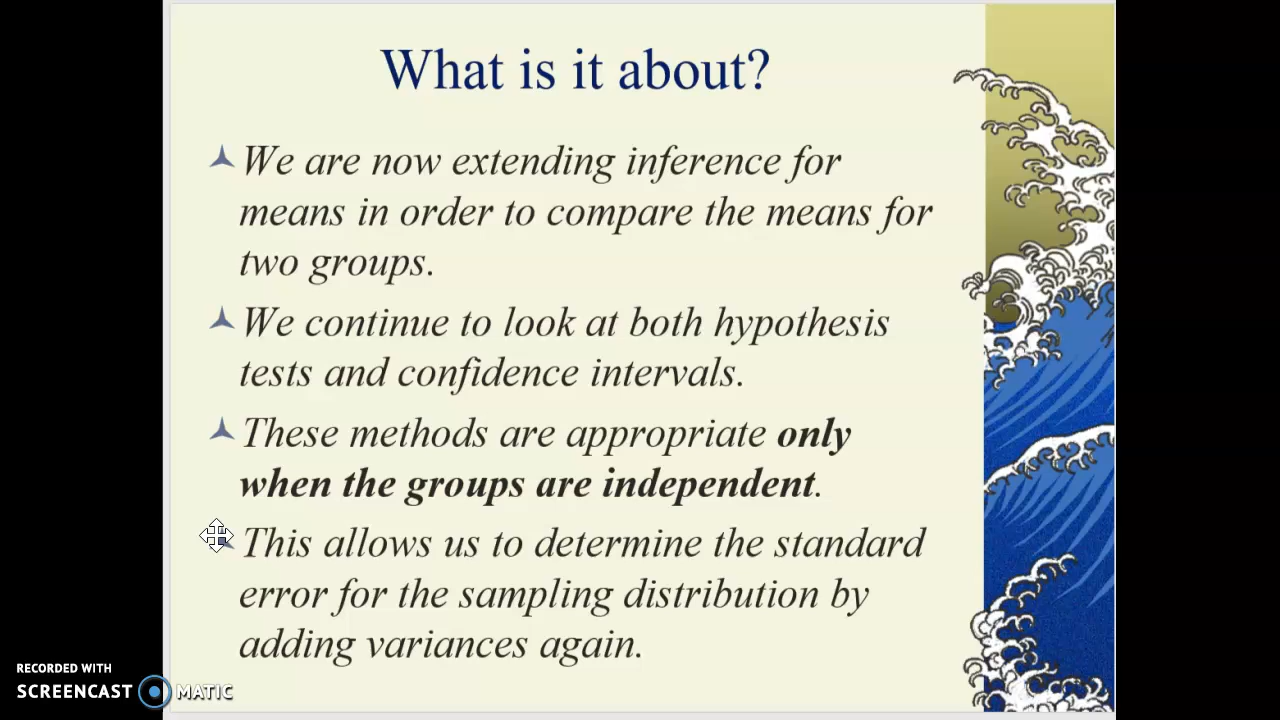 What is it about?
We are now extending inference for
means in order to compare the means for
two groups.
We continue to look at both hypothesis
tests and confidence intervals.
These methods are appropriate only
when the groups are independent.
This allows us to determine the standard
error for the sampling distribution by
adding variances again.
RECORDED WITH
SCREENCAST MATIC